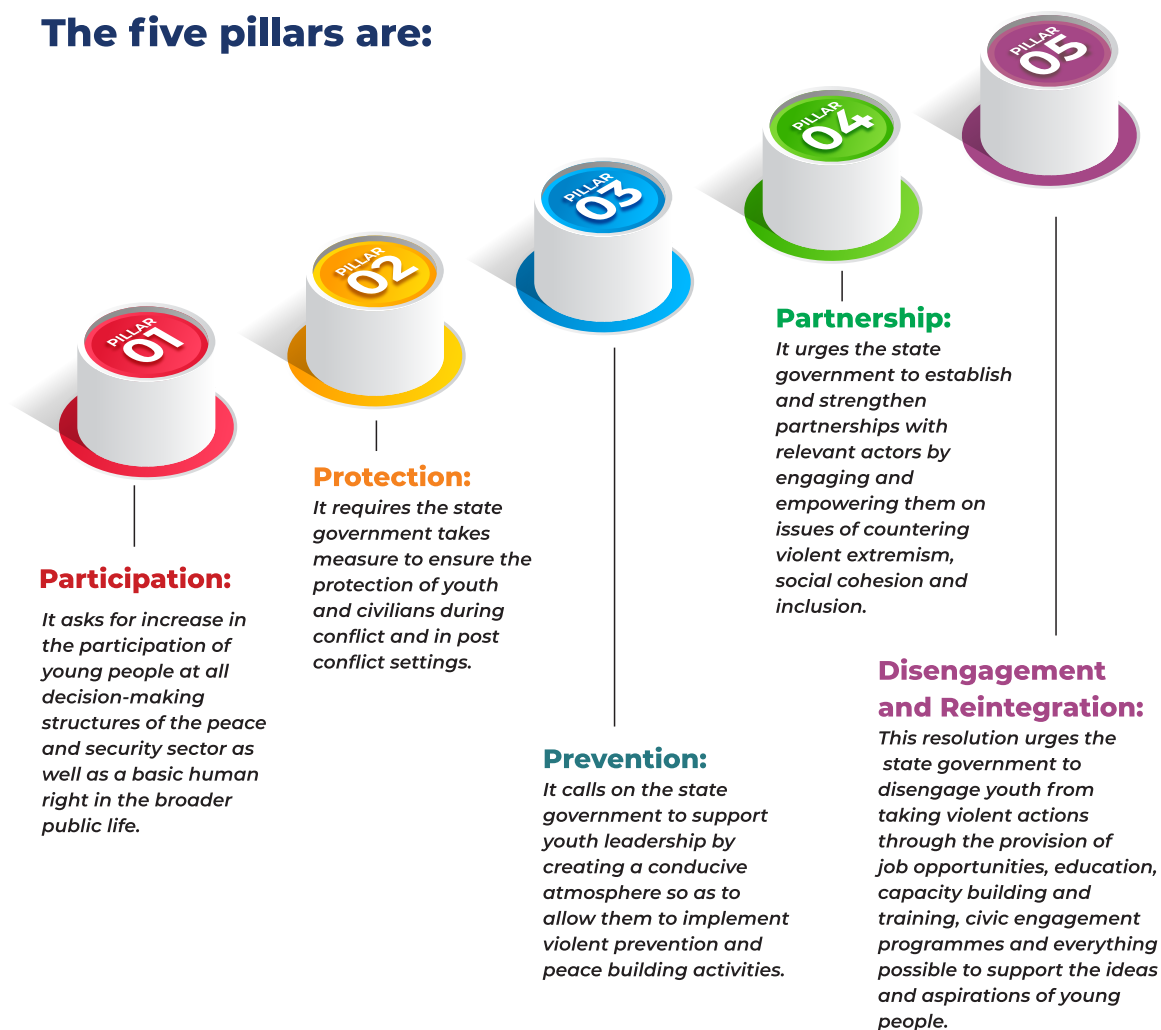 The five pillars are:
PILLAR
01
Participation:
It asks for increase in
the participation of
young people at all
decision-making
structures of the peace
and security sector as
well as a basic human
right in the broader
public life.
PILLAR
02
Protection:
It requires the state
government takes
measure to ensure the
protection of youth
and civilians during
conflict and in post
conflict settings.
PILLAR
03
Prevention:
It calls on the state
government to support
youth leadership by
creating a conducive
atmosphere so as to
allow them to implement
violent prevention and
peace building activities.
PILLAR
04
Partnership:
It urges the state
government to establish
and strengthen
partnerships with
relevant actors by
engaging and
empowering them on
issues of countering
violent extremism,
social cohesion and
inclusion.
PILLAR
05
Disengagement
and Reintegration:
This resolution urges the
state government to
disengage youth from
taking violent actions
through the provision of
job opportunities, education,
capacity building and
training, civic engagement
programmes and everything
possible to support the ideas
and aspirations of young
people.